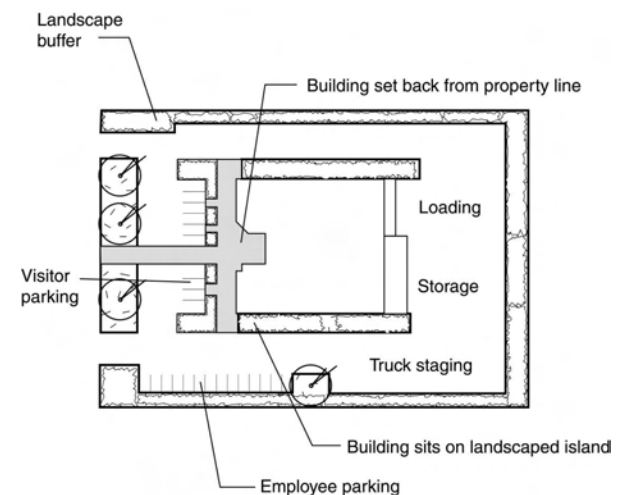 Landscape
buffer
Building set back from property line
Loading
Visitor
parking
Storage
Truck staging
Building sits on landscaped island
Employee parking